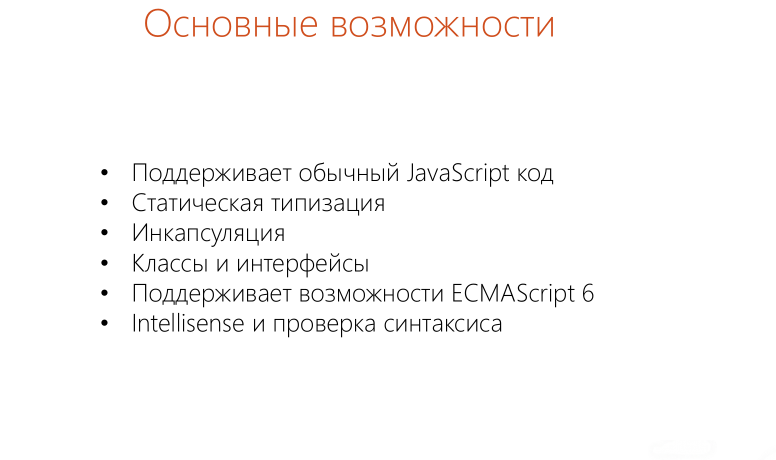 Основные возможности
• Поддерживает обычный JavaScript код
• Статическая типизация
• Инкапсуляция
• Классы и интерфейсы
• Поддерживает возможности ECMAScript 6
• Intellisense и проверка синтаксиса